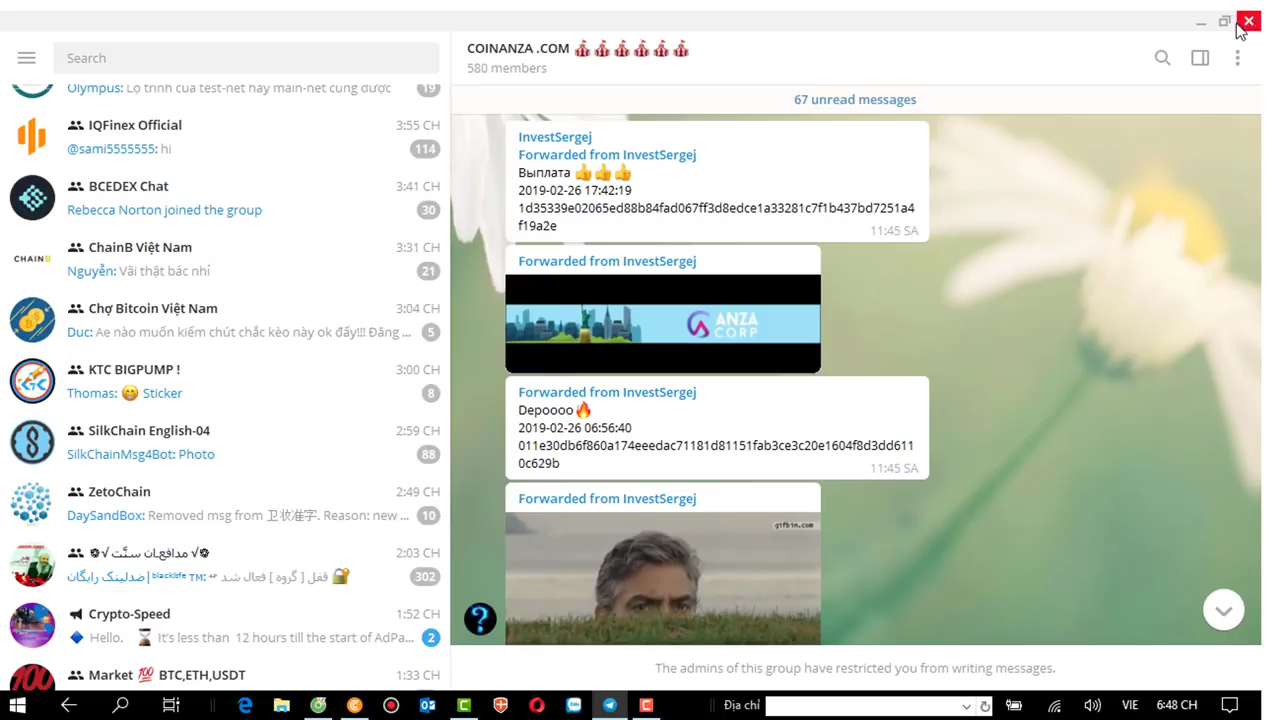 Search
COINANZA .COM
580 members
67 unread messages
Olympus: Lộ trình của test-net hay main-net cũng được
19
IQFinex Official
3:55 CH
@sami5555555: hi
114
BCEDEX Chat
3:41 CH
Rebecca Norton joined the group
30
ChainB Việt Nam
3:31 CH
CHAINB
Nguyễn: Vãi thật bác nhỉ
21
Chợ Bitcoin Việt Nam
3:04 CH
Duc: Ae nào muốn kiếm chút chắc kèo này ok đấy!!! Đăng ...
5
KTC BIGPUMP !
3:00 CH
Thomas: 😁 Sticker
8
SilkChain English-04
2:59 CH
SilkChainMsg4Bot: Photo
88
ZetoChain
2:49 CH
DaySandBox: Removed msg from 卫妆准字. Reason: new ...
10
2:03 CH
302
Crypto-Speed
1:52 CH
🔷 Hello. ⏳ It's less than 12 hours till the start of AdPa...
2
Market 💯 BTC,ETH,USDT
1:33 CH
InvestSergej
Forwarded from InvestSergej
Выплата 👍👍👍
2019-02-26 17:42:19
1d35339e02065ed88b84fad067ff3d8edce1a33281c7f1b437bd7251a4
f19a2e
11:45 SA
Forwarded from InvestSergej
ANZA
CORP
Forwarded from InvestSergej
Depoooo🔥
2019-02-26 06:56:40
011e30db6f860a174eeedac71181d81151fab3ce3c20e1604f8d3dd611
0c629b
11:45 SA
Forwarded from InvestSergej
gifbin.com
The admins of this group have restricted you from writing messages.
Địa chỉ
VIE
6:48 CH